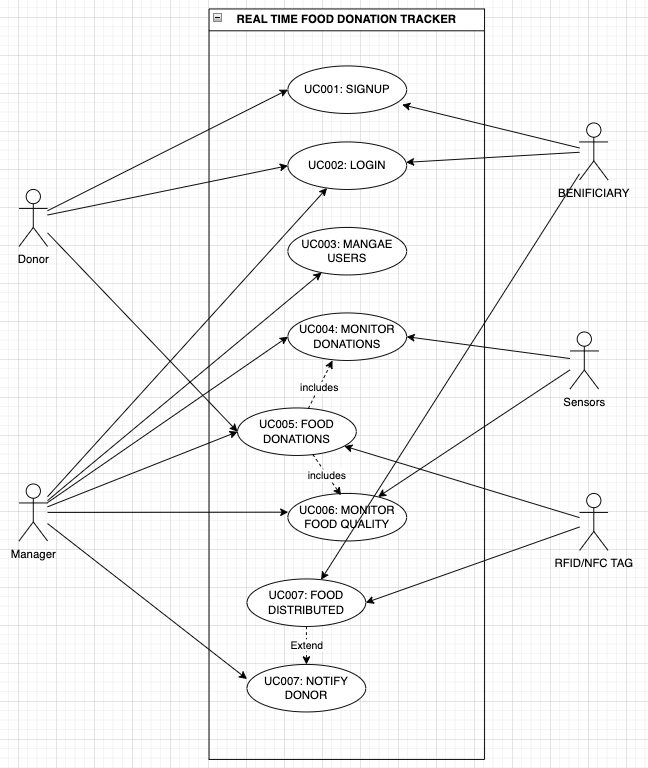 REAL TIME FOOD DONATION TRACKER
UC001: SIGNUP
UC002: LOGIN
BENIFICIARY
Donor
UC003: MANGAE
USERS
UC004: MONITOR
DONATIONS
includes
Sensors
UC005: FOOD
DONATIONS
includes
UC006: MONITOR
FOOD QUALITY
Manager
RFID/NFC TAG
UC007: FOOD
DISTRIBUTED
Extend
UC007: NOTIFY
DONOR